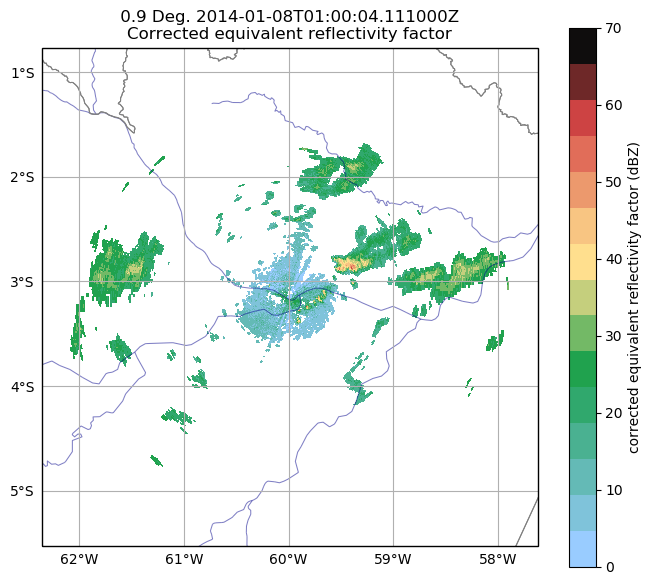 0.9 Deg. 2014-01-08T01:00:04.111000Z
Corrected equivalent reflectivity factor
1°S
2°S
3°S
4°S
5°S
62°W
61°W
60°W
59°W
58°W
70
60
50
40
30
20
10
0
corrected equivalent reflectivity factor (dBZ)